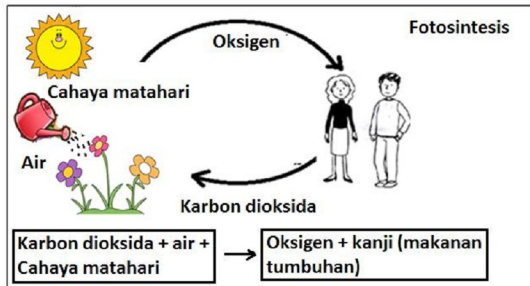 Fotosintesis
Oksigen
Cahaya matahari
Air
Karbon dioksida
Karbon dioksida + air +
Cahaya matahari
Oksigen + kanji (makanan
tumbuhan)